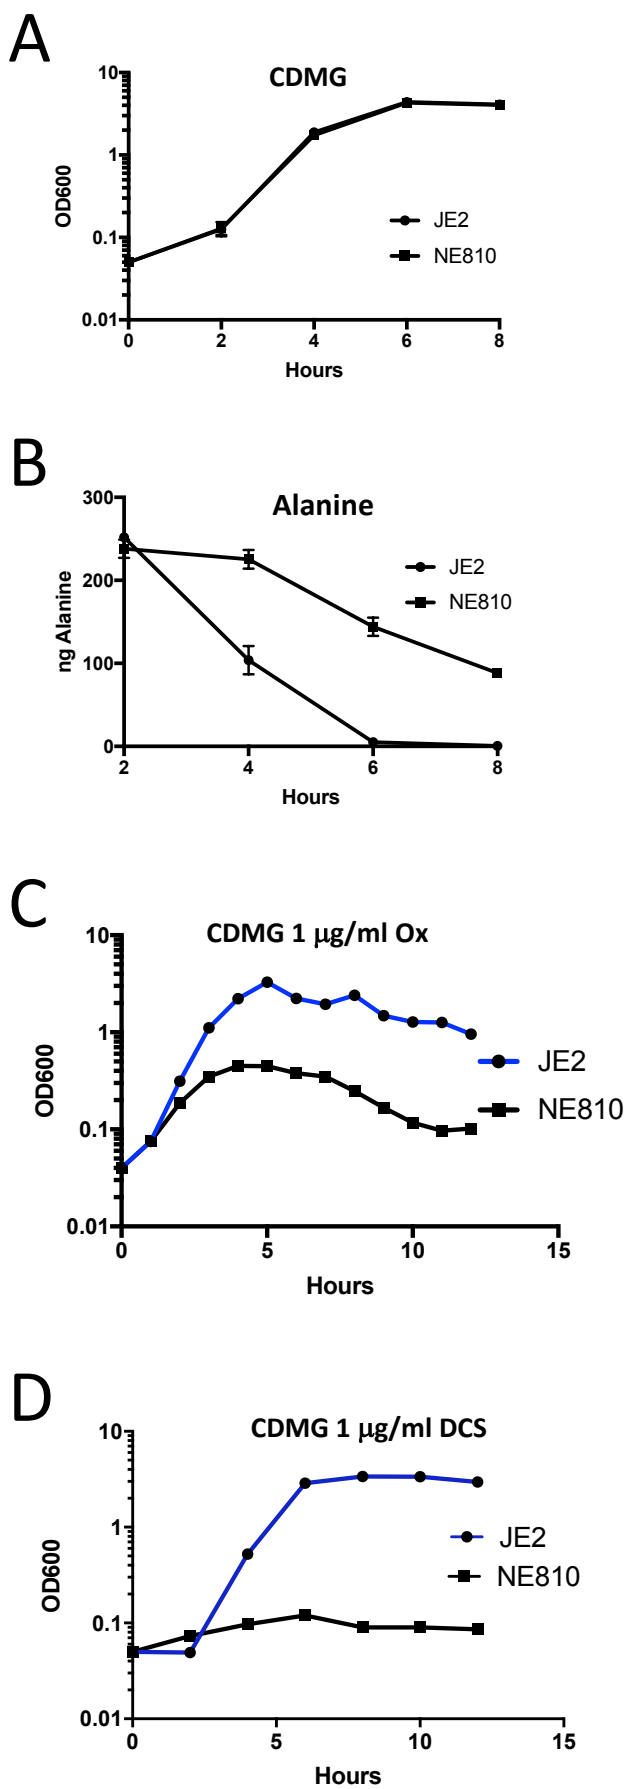 A
CDMG
10
1
0.1
0.01
OD600
JE2
NE810
0 2 4 6 8
Hours
B
Alanine
300
200
100
0
ng Alanine
JE2
NE810
2 4 6 8
Hours
C
CDMG 1 μg/ml Ox
10
1
0.1
0.01
OD600
JE2
NE810
0 5 10 15
Hours
D
CDMG 1 μg/ml DCS
10
1
0.1
0.01
OD600
JE2
NE810
0 5 10 15
Hours